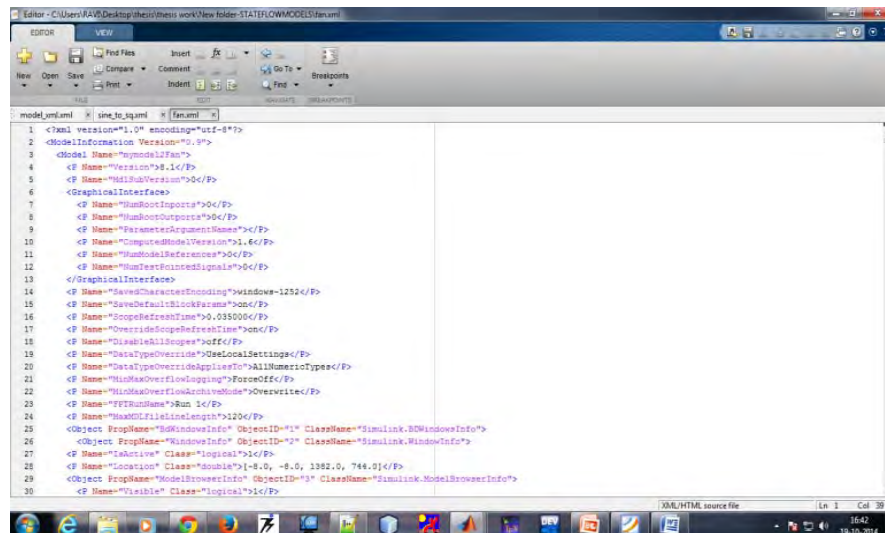 Editor - C:\Users\RAVI\Desktop\thesis\thesis work\New folder-STATEFLOWMODELS\fan.xml
EDITOR VIEW
New Open Save Find Files Compare Print
Insert fx Comment Indent
Go To Find
Breakpoints
FILE EDIT NAVIGATE BREAKPOINTS
model_xml.xml × sine_to_sq.xml × fan.xml ×
1 <?xml version="1.0" encoding="utf-8"?>
2 <ModelInformation Version="0.9">
3 <Model Name="mymodel2Fan">
4 <P Name="Version">8.1</P>
5 <P Name="MdlSubVersion">0</P>
6 <GraphicalInterface>
7 <P Name="NumRootInports">0</P>
8 <P Name="NumRootOutports">0</P>
9 <P Name="ParameterArgumentNames"></P>
10 <P Name="ComputedModelVersion">1.6</P>
11 <P Name="NumModelReferences">0</P>
12 <P Name="NumTestPointedSignals">0</P>
13 </GraphicalInterface>
14 <P Name="SavedCharacterEncoding">windows-1252</P>
15 <P Name="SaveDefaultBlockParams">on</P>
16 <P Name="ScopeRefreshTime">0.035000</P>
17 <P Name="OverrideScopeRefreshTime">on</P>
18 <P Name="DisableAllScopes">off</P>
19 <P Name="DataTypeOverride">UseLocalSettings</P>
20 <P Name="DataTypeOverrideAppliesTo">AllNumericTypes</P>
21 <P Name="MinMaxOverflowLogging">ForceOff</P>
22 <P Name="MinMaxOverflowArchiveMode">Overwrite</P>
23 <P Name="FPTRunName">Run 1</P>
24 <P Name="MaxMDLFileLineLength">120</P>
25 <Object PropName="BdWindowsInfo" ObjectID="1" ClassName="Simulink.BDWindowsInfo">
26 <Object PropName="WindowsInfo" ObjectID="2" ClassName="Simulink.WindowInfo">
27 <P Name="IsActive" Class="logical">1</P>
28 <P Name="Location" Class="double">[-8.0, -8.0, 1382.0, 744.0]</P>
29 <Object PropName="ModelBrowserInfo" ObjectID="3" ClassName="Simulink.ModelBrowserInfo">
30 <P Name="Visible" Class="logical">1</P>
XML/HTML source file Ln 1 Col 39
DEV
16:42
19-10-2014